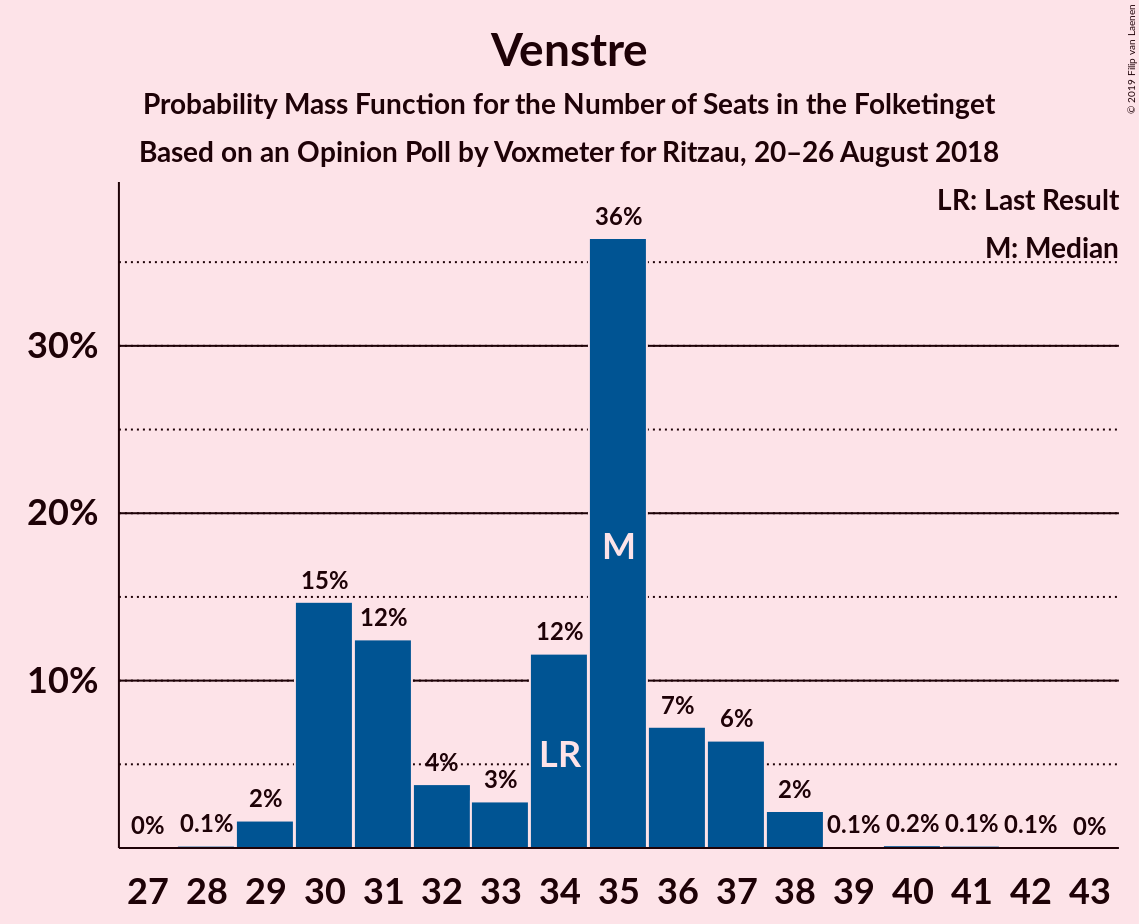 Venstre
Probability Mass Function for the Number of Seats in the Folketinget
Based on an Opinion Poll by Voxmeter for Ritzau, 20–26 August 2018
© 2019 Filip van Laenen
LR: Last Result
M: Median
30%
20%
10%
0%
0.1%
2%
15%
12%
4%
3%
12%
36%
7%
6%
2%
0.1%
0.2%
0.1%
0.1%
0%
LR
M
27 28 29 30 31 32 33 34 35 36 37 38 39 40 41 42 43